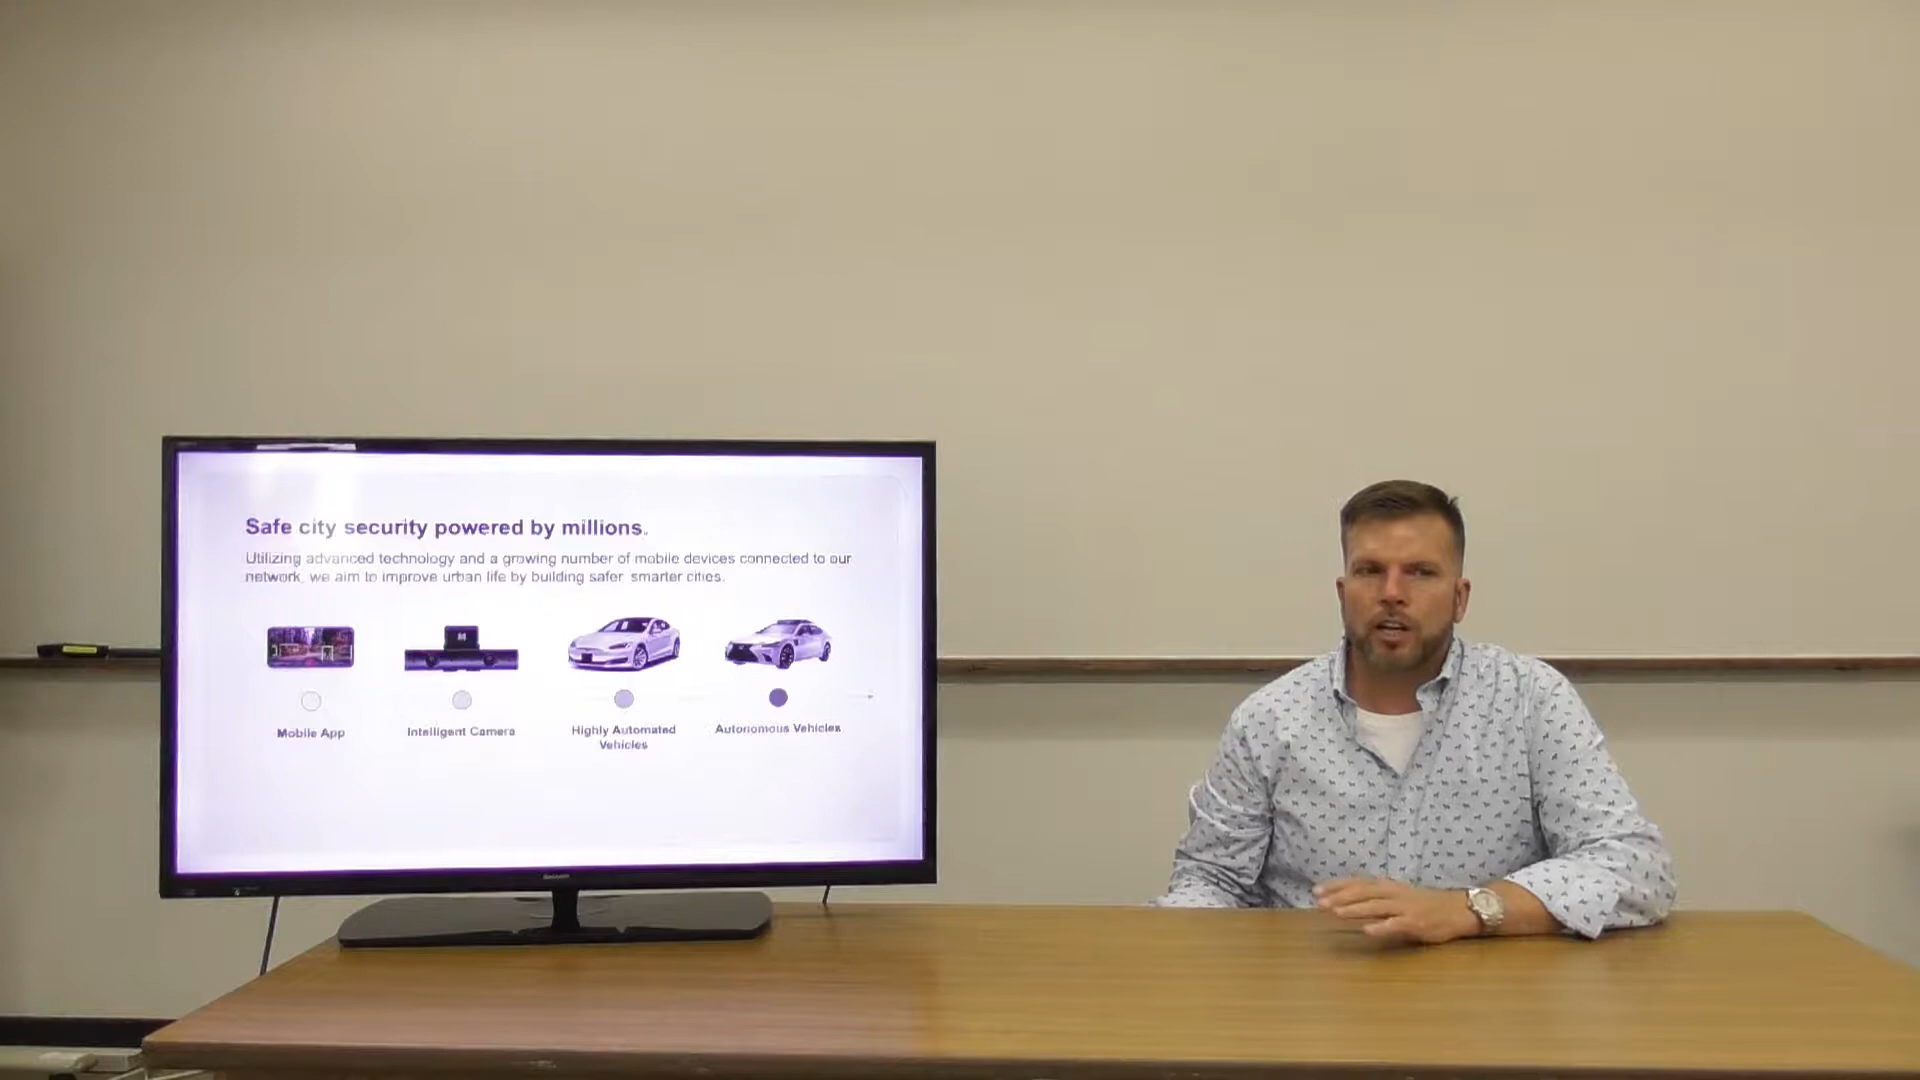 Safe city security powered by millions.
Utilizing advanced technology and a growing number of mobile devices connected to our
network, we aim to improve urban life by building safer, smarter cities.
Mobile App
Intelligent Camera
Highly Automated
Vehicles
Autonomous Vehicles